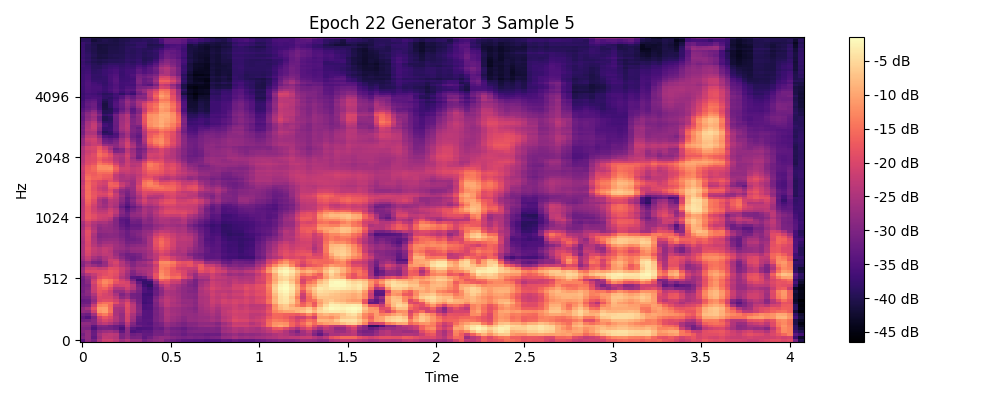 Epoch 22 Generator 3 Sample 5
Hz
4096
2048
1024
512
0
0
0.5
1
1.5
2
2.5
3
3.5
4
Time
-5 dB
-10 dB
-15 dB
-20 dB
-25 dB
-30 dB
-35 dB
-40 dB
-45 dB